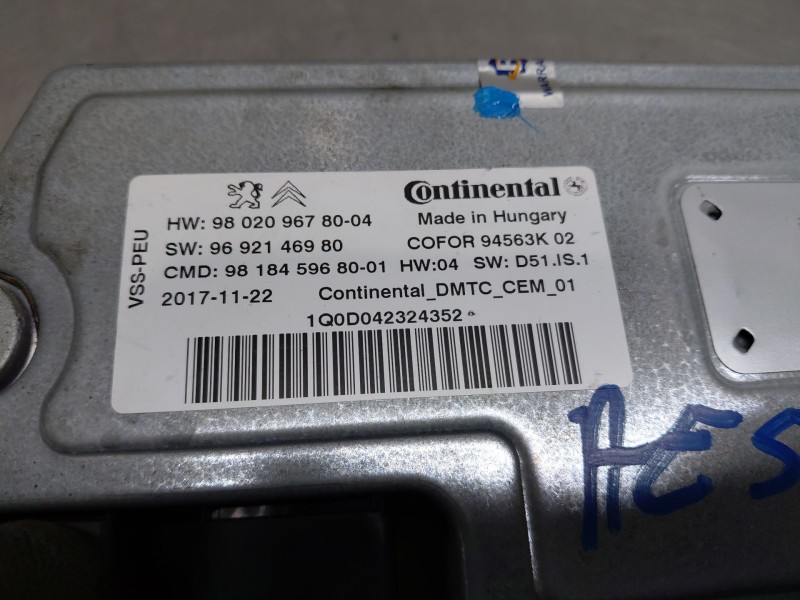 Continental
HW: 98 020 967 80-04 Made in Hungary
SW: 96 921 469 80 COFOR 94563K 02
CMD: 98 184 596 80-01 HW:04 SW: D51.IS.1
2017-11-22 Continental_DMTC_CEM_01
1Q0D042324352
VSS-PEU
AES